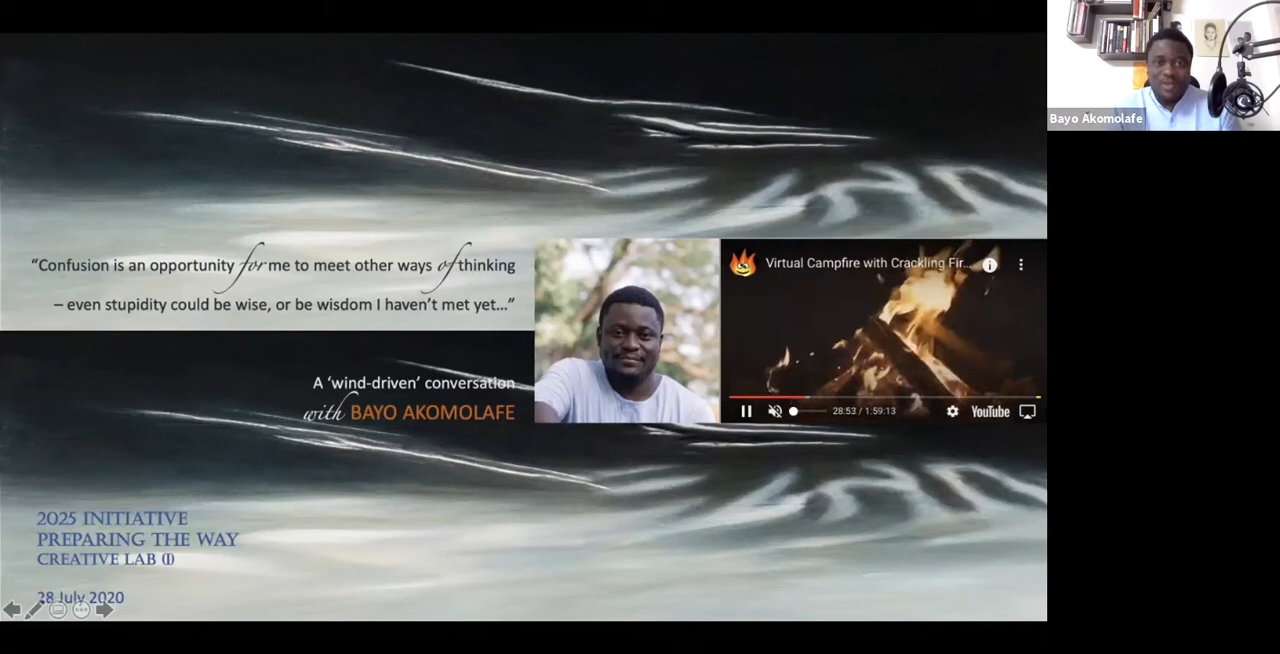 Bayo Akomolafe
“Confusion is an opportunity for me to meet other ways of thinking
– even stupidity could be wise, or be wisdom I haven’t met yet…”
Virtual Campfire with Crackling Fir...
A ‘wind-driven’ conversation
with BAYO AKOMOLAFE
28:53 / 1:59:13
YouTube
2025 INITIATIVE
PREPARING THE WAY
CREATIVE LAB (I)
28 July 2020